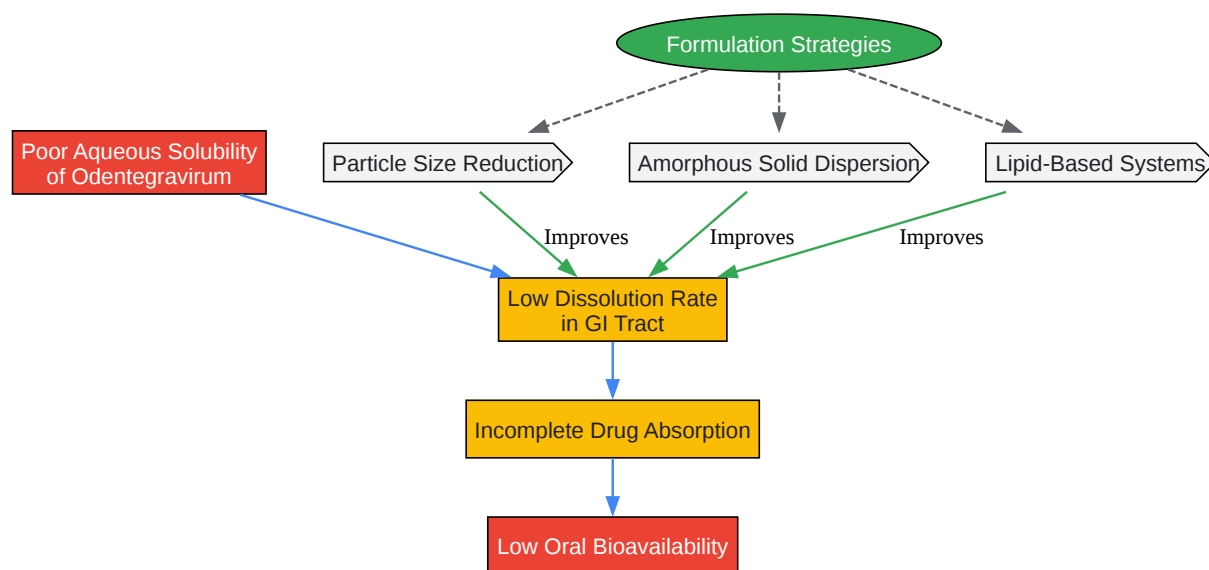 Formulation Strategies
Poor Aqueous Solubility
of Odentegravirum
Particle Size Reduction
Amorphous Solid Dispersion
Lipid-Based Systems
Improves
Improves
Improves
Low Dissolution Rate
in GI Tract
Incomplete Drug Absorption
Low Oral Bioavailability